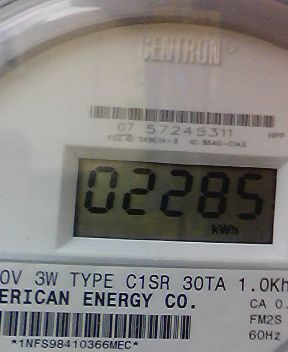 CENTRON®
07 57245311
HPP
02285
kWh
0V 3W TYPE C1SR 30TA 1.0Kh
ERICAN ENERGY CO.
CA 0.
FM2S
60Hz
*1NFS98410366MEC*